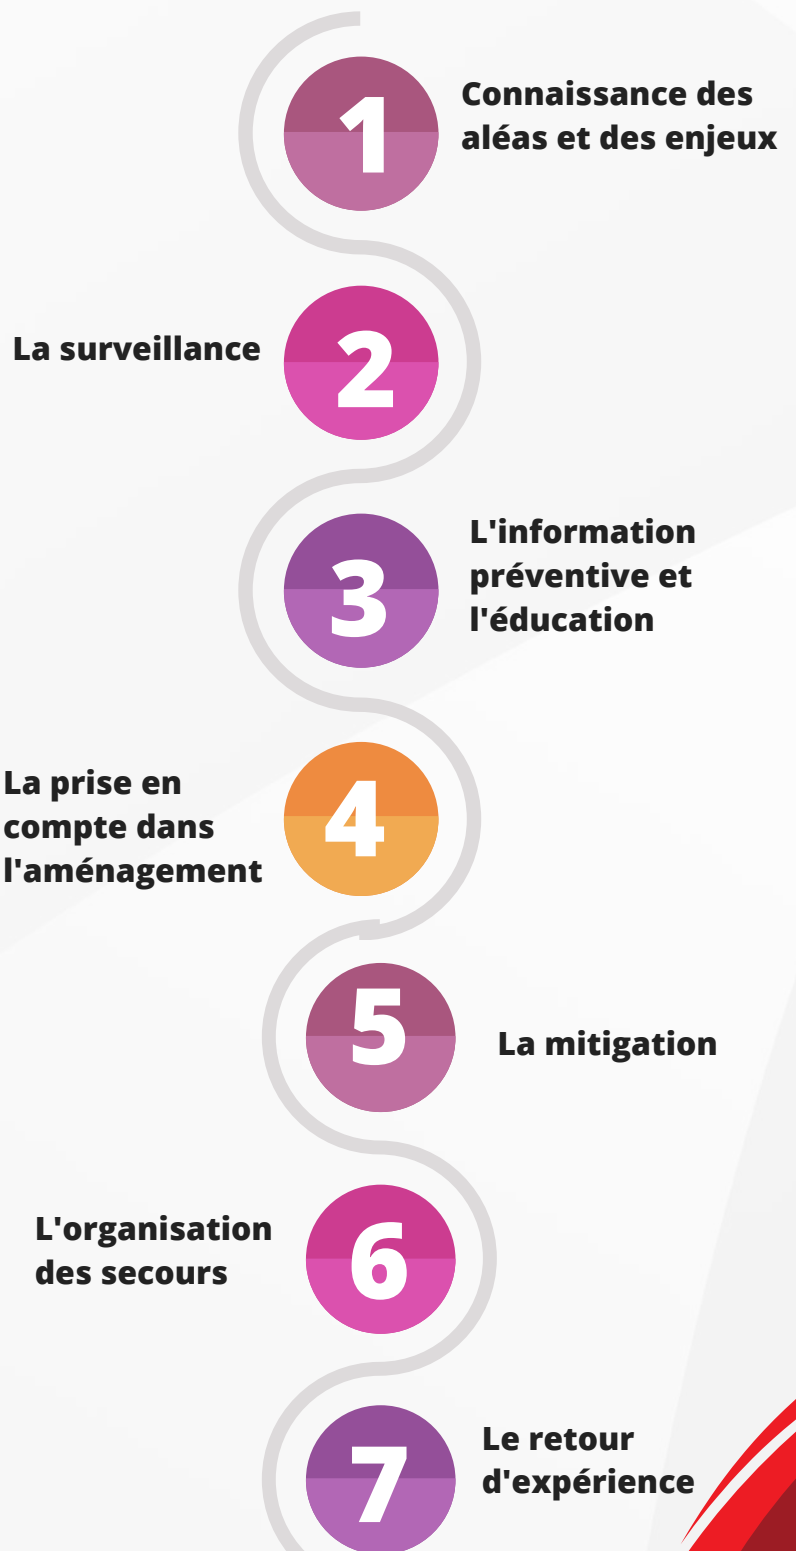 1
Connaissance des
aléas et des enjeux
La surveillance
2
3
L'information
préventive et
l'éducation
La prise en
compte dans
l'aménagement
4
5
La mitigation
L'organisation
des secours
6
7
Le retour
d'expérience